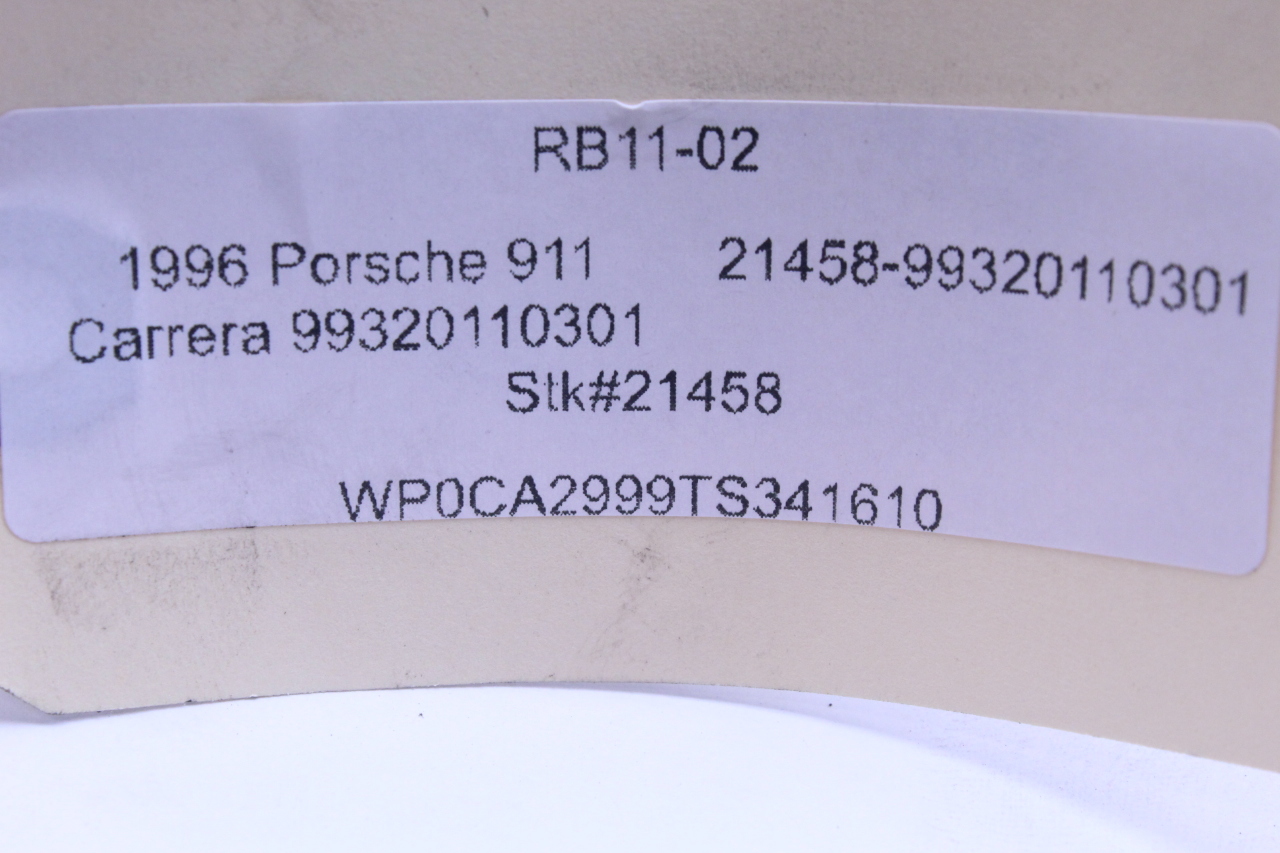 RB11-02
1996 Porsche 911 21458-99320110301
Carrera 99320110301
Stk#21458
WP0CA2999TS341610